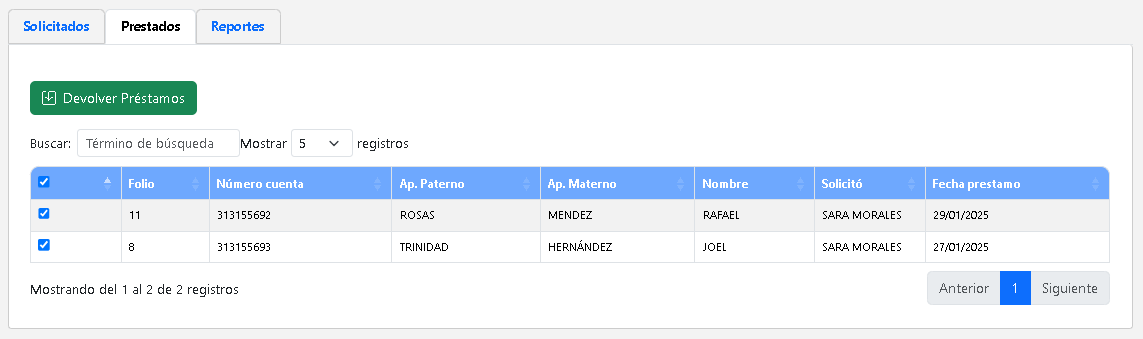 Solicitados Prestados Reportes
Devolver Préstamos
Buscar: Término de búsqueda Mostrar 5 registros
Folio Número cuenta Ap. Paterno Ap. Materno Nombre Solicitó Fecha prestamo
11 313155692 ROSAS MENDEZ RAFAEL SARA MORALES 29/01/2025
8 313155693 TRINIDAD HERNÁNDEZ JOEL SARA MORALES 27/01/2025
Mostrando del 1 al 2 de 2 registros Anterior 1 Siguiente